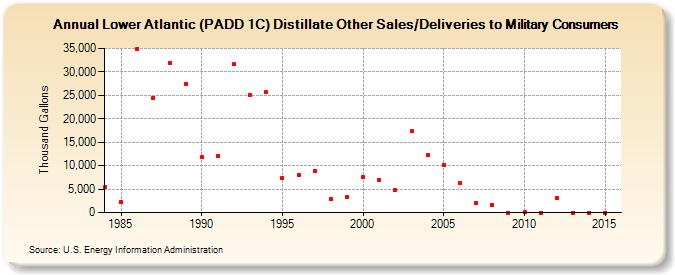 Annual Lower Atlantic (PADD 1C) Distillate Other Sales/Deliveries to Military Consumers
Thousand Gallons
35,000
30,000
25,000
20,000
15,000
10,000
5,000
0
1985 1990 1995 2000 2005 2010 2015
Source: U.S. Energy Information Administration